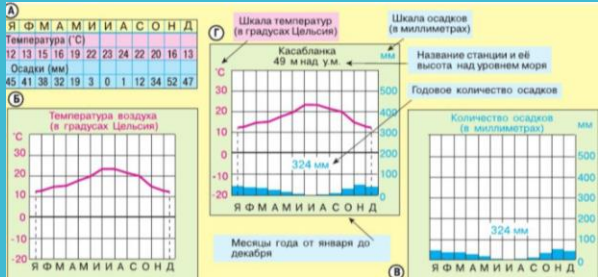 А
Я Ф М А М И И А С О Н Д
Температура (°С)
12 13 15 16 19 22 23 24 22 20 16 13
Осадки (мм)
45 41 38 32 19 3 0 1 12 34 52 47
Б
Температура воздуха
(в градусах Цельсия)
°С
30
20
10
0
-10
-20
Я Ф М А М И И А С О Н Д
Г
Шкала температур
(в градусах Цельсия)
Шкала осадков
(в миллиметрах)
Касабланка
49 м над у.м.
°С
мм
30
20
10
0
-10
-20
500
400
300
200
100
0
324 мм
Я Ф М А М И И А С О Н Д
Название станции и её
высота над уровнем моря
Годовое количество осадков
Месяцы года от января до
декабря
В
Количество осадков
(в миллиметрах)
мм
500
400
300
200
100
0
324 мм
Я Ф М А М И И А С О Н Д